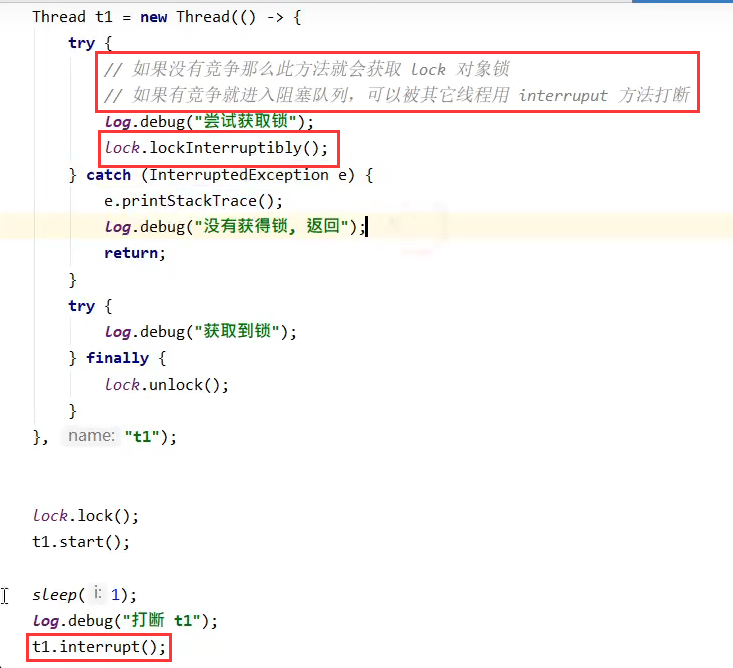 Thread t1 = new Thread(() -> {
try {
// 如果没有竞争那么此方法就会获取 lock 对象锁
// 如果有竞争就进入阻塞队列，可以被其它线程用 interruput 方法打断
log.debug("尝试获取锁");
lock.lockInterruptibly();
} catch (InterruptedException e) {
e.printStackTrace();
log.debug("没有获得锁, 返回");
return;
}
try {
log.debug("获取到锁");
} finally {
lock.unlock();
}
}, name: "t1");
lock.lock();
t1.start();
sleep( i: 1);
log.debug("打断 t1");
t1.interrupt();